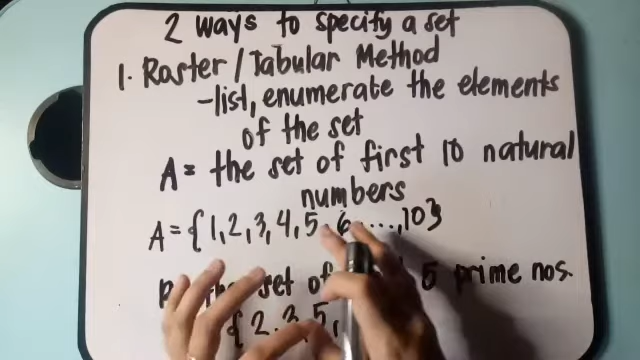 2 ways to specify a set
1. Roster / Tabular Method
- list, enumerate the elements
of the set
A = the set of first 10 natural
numbers
A = { 1, 2, 3, 4, 5, 6, ..., 10}
set of 5 prime nos.
{ 2, 3, 5,